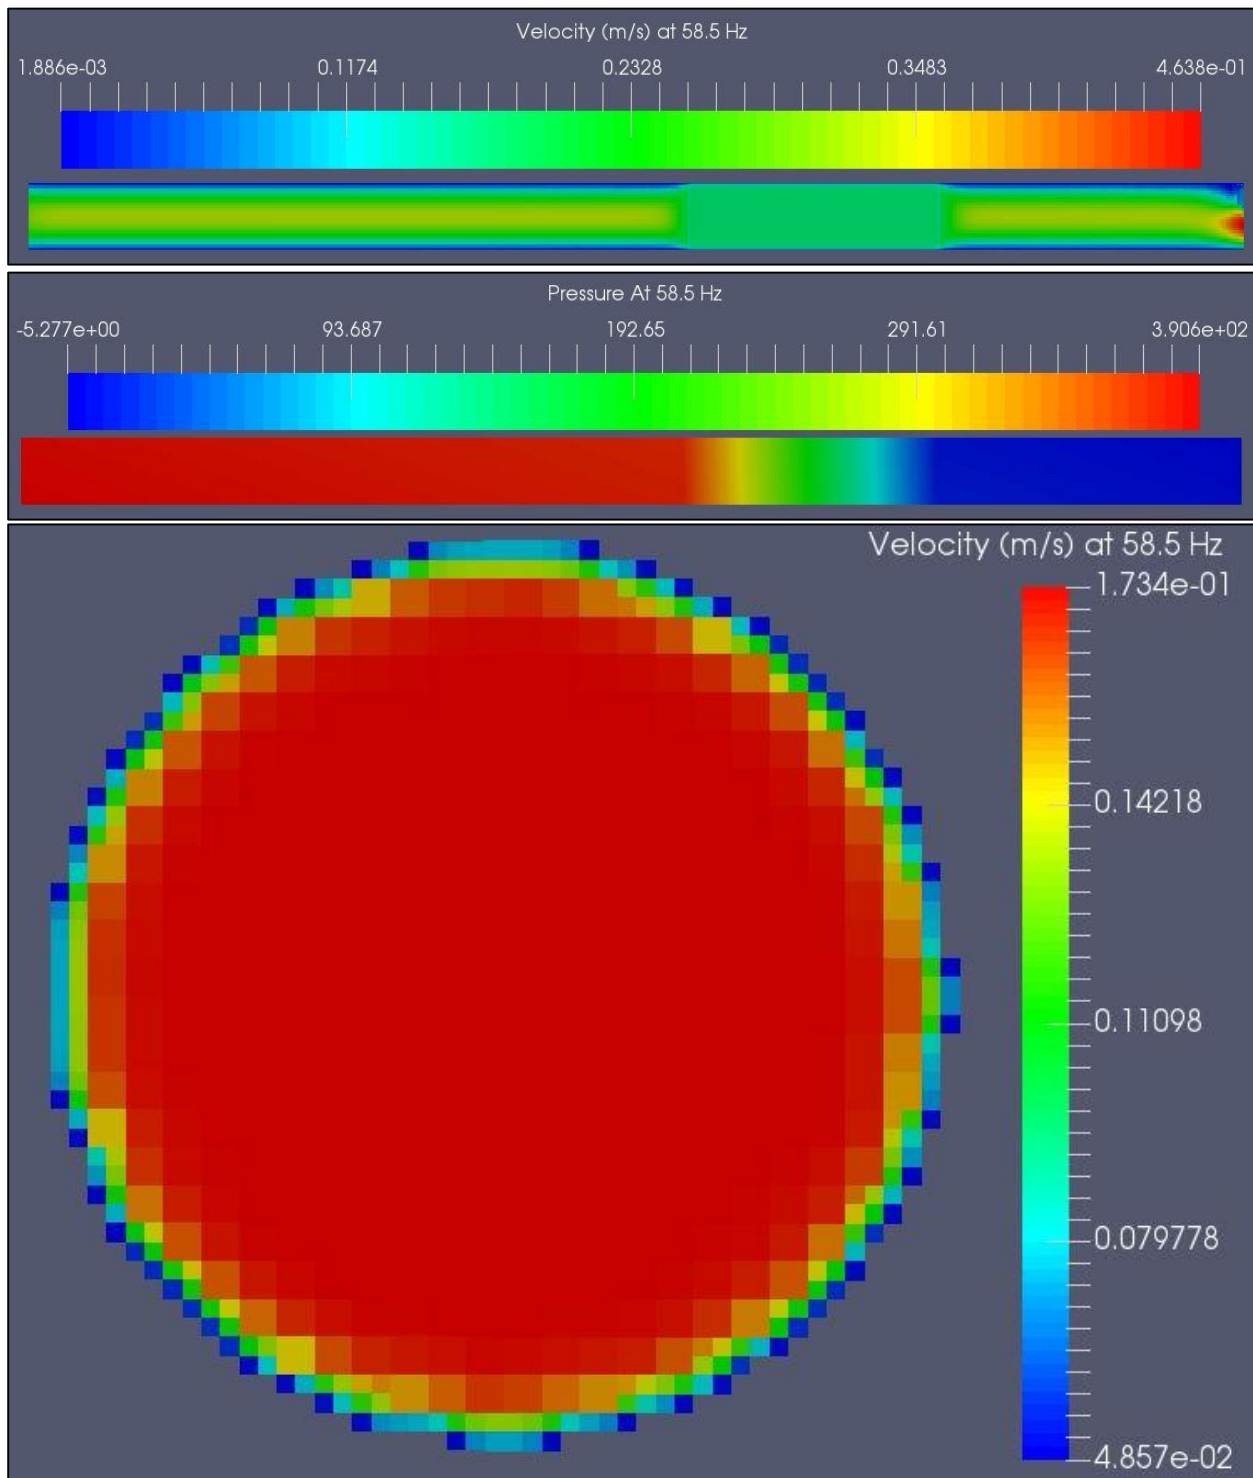 Velocity (m/s) at 58.5 Hz
1.886e-03 0.1174 0.2328 0.3483 4.638e-01
Pressure At 58.5 Hz
-5.277e+00 93.687 192.65 291.61 3.906e+02
Velocity (m/s) at 58.5 Hz
1.734e-01
0.14218
0.11098
0.079778
4.857e-02